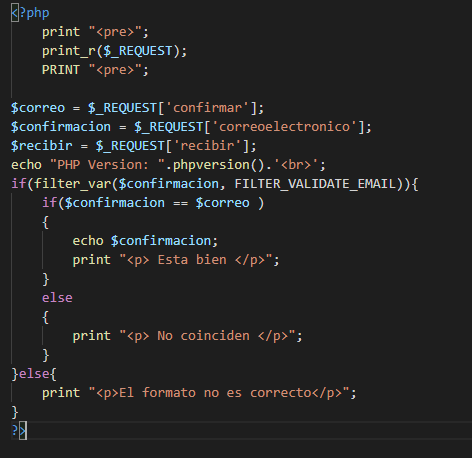 <?php
    print "<pre>";
    print_r($_REQUEST);
    PRINT "<pre>";
$correo = $_REQUEST['confirmar'];
$confirmacion = $_REQUEST['correoelectronico'];
$recibir = $_REQUEST['recibir'];
echo "PHP Version: ".phpversion().'<br>';
if(filter_var($confirmacion, FILTER_VALIDATE_EMAIL)){
    if($confirmacion == $correo )
    {
        echo $confirmacion;
        print "<p> Esta bien </p>";
    }
    else
    {
        print "<p> No coinciden </p>";
    }
}else{
    print "<p>El formato no es correcto</p>";
}
?>